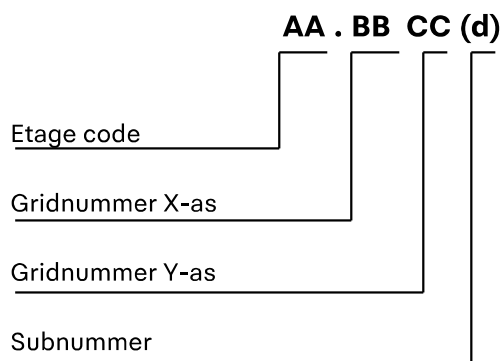 AA . BB CC (d)
Etage code
Gridnummer X-as
Gridnummer Y-as
Subnummer